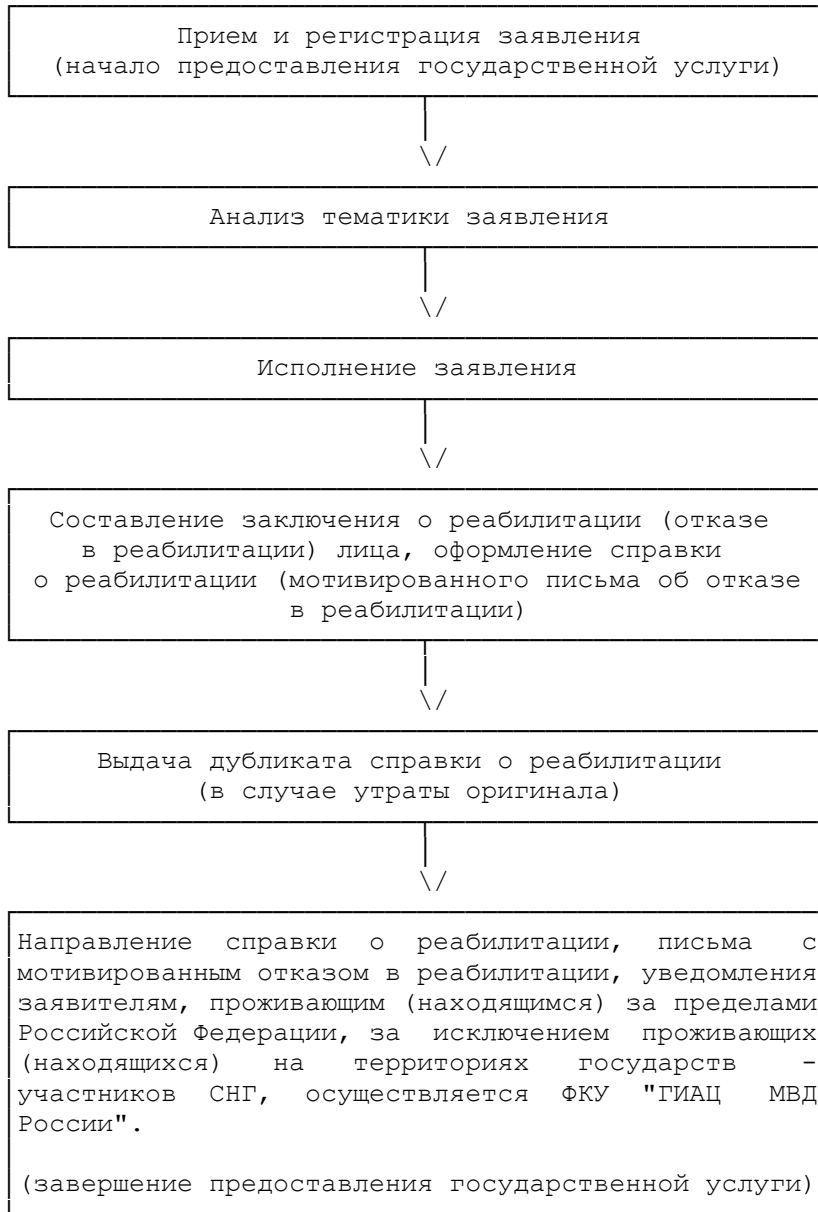 Прием и регистрация заявления
(начало предоставления государственной услуги)
\/
Анализ тематики заявления
\/
Исполнение заявления
\/
Составление заключения о реабилитации (отказе
в реабилитации) лица, оформление справки
о реабилитации (мотивированного письма об отказе
в реабилитации)
\/
Выдача дубликата справки о реабилитации
(в случае утраты оригинала)
\/
Направление справки о реабилитации, письма с
мотивированным отказом в реабилитации, уведомления
заявителям, проживающим (находящимся) за пределами
Российской Федерации, за исключением проживающих
(находящихся) на территориях государств -
участников СНГ, осуществляется ФКУ "ГИАЦ МВД
России".
(завершение предоставления государственной услуги)